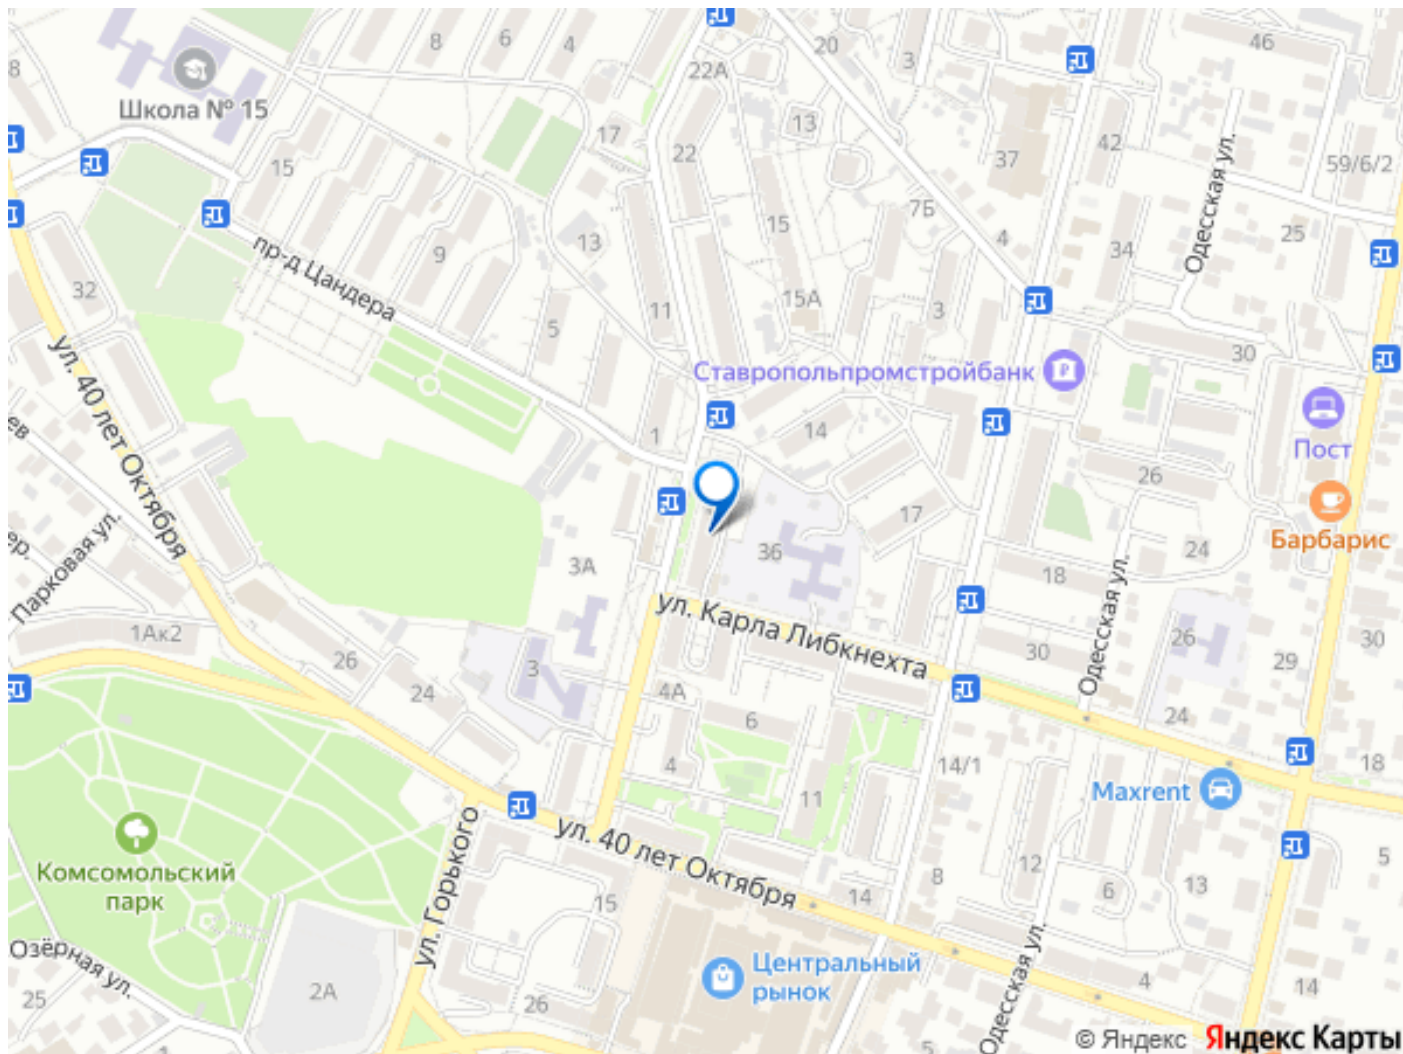 8
6
4
20
3
46
22А
8
Школа № 15
17
13
42
15
22
37
59/6/2
Одесская ул.
7Б
15
4
25
34
13
9
пр-д Цандера
32
11
15А
3
5
30
ул. 40 лет Октября
Ставропольпромстройбанк
ев
1
14
Пост
26
17
Барбарис
ер.
Парковая ул.
36
24
3А
18
Одесская ул.
ул. Карла Либкнехта
1Ак2
26
30
26
30
29
3
24
4А
6
24
4
14/1
18
11
Maxrent
ул. 40 лет Октября
ул. Горького
Комсомольский
парк
12
8
6
13
5
14
15
Центральный
рынок
Озёрная ул.
25
2А
26
Одесская ул.
4
14
© Яндекс Яндекс Карты